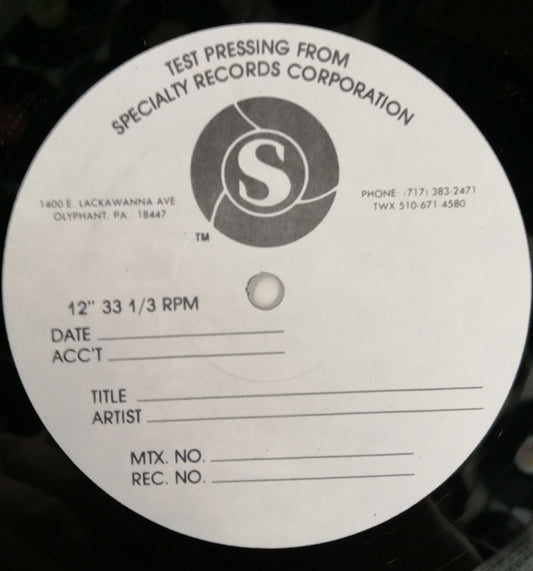 TEST PRESSING FROM
SPECIALTY RECORDS CORPORATION
S
1400 E. LACKAWANNA AVE.
OLYPHANT, PA. 18447
PHONE (717) 383-2471
TWX 510-671-4580
TM
12" 33 1/3 RPM
DATE
ACC'T
TITLE
ARTIST
MTX. NO.
REC. NO.